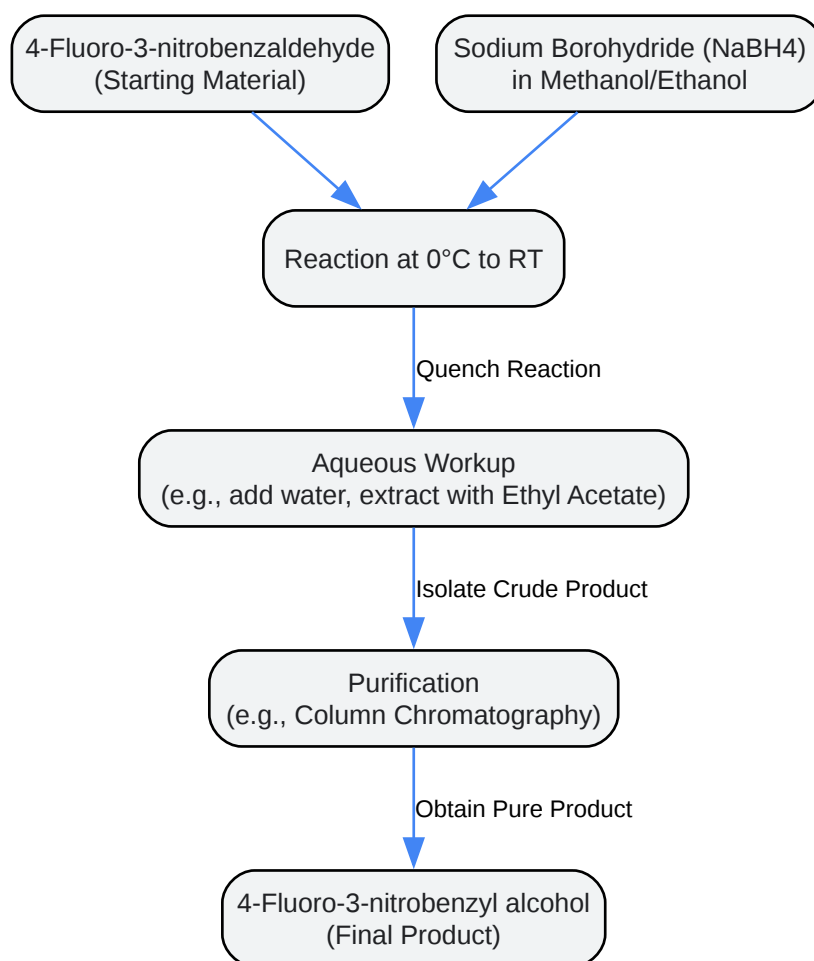 4-Fluoro-3-nitrobenzaldehyde
(Starting Material)
Sodium Borohydride (NaBH4)
in Methanol/Ethanol
Reaction at 0°C to RT
Quench Reaction
Aqueous Workup
(e.g., add water, extract with Ethyl Acetate)
Isolate Crude Product
Purification
(e.g., Column Chromatography)
Obtain Pure Product
4-Fluoro-3-nitrobenzyl alcohol
(Final Product)